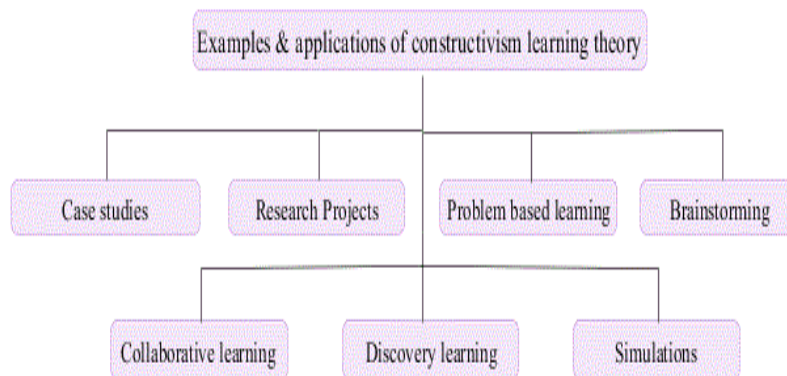 Examples & applications of constructivism learning theory
Case studies
Research Projects
Problem based learning
Brainstorming
Collaborative learning
Discovery learning
Simulations